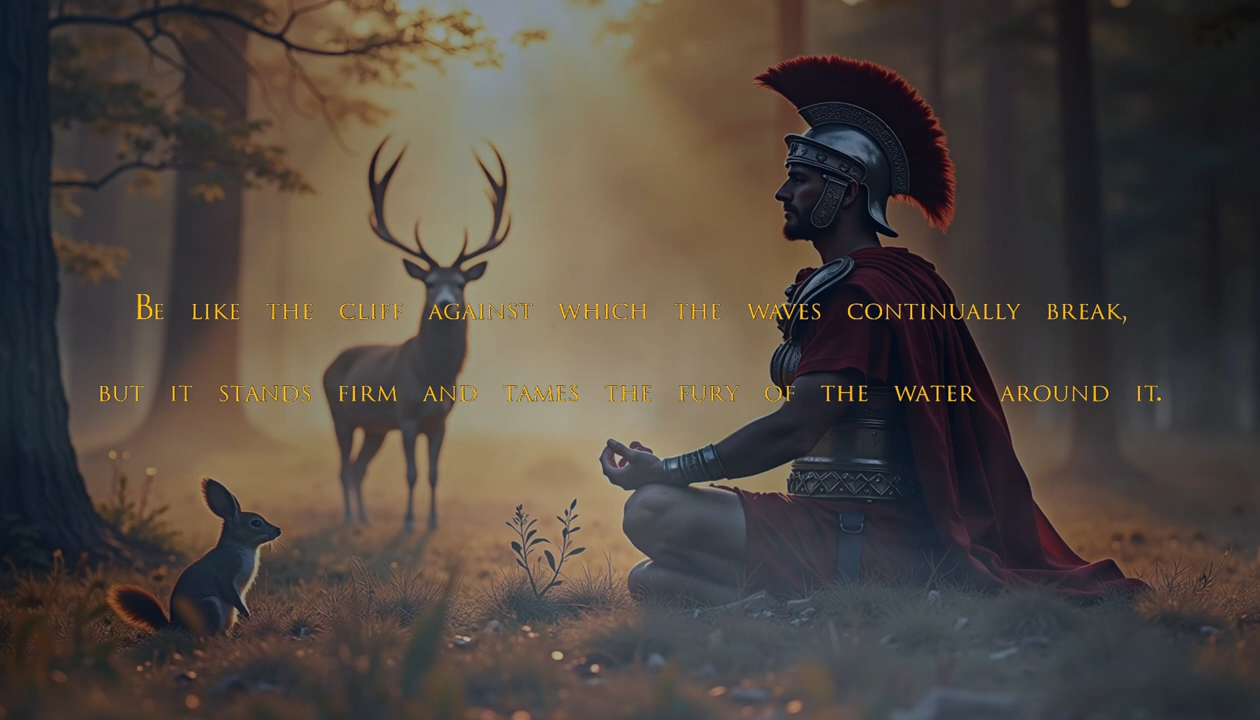 Be like the cliff against which the waves continually break,
but it stands firm and tames the fury of the water around it.